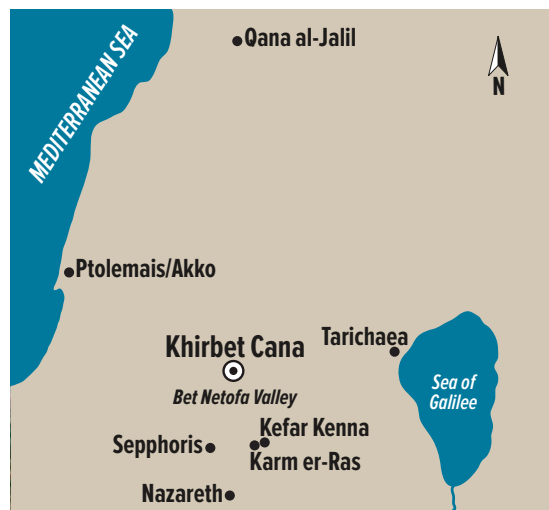 Qana al-Jalil
MEDITERRANEAN SEA
N
Ptolemais/Akko
Tarichaea
Khirbet Cana
Sea of
Galilee
Bet Netofa Valley
Kefar Kenna
Sepphoris
Karm er-Ras
Nazareth